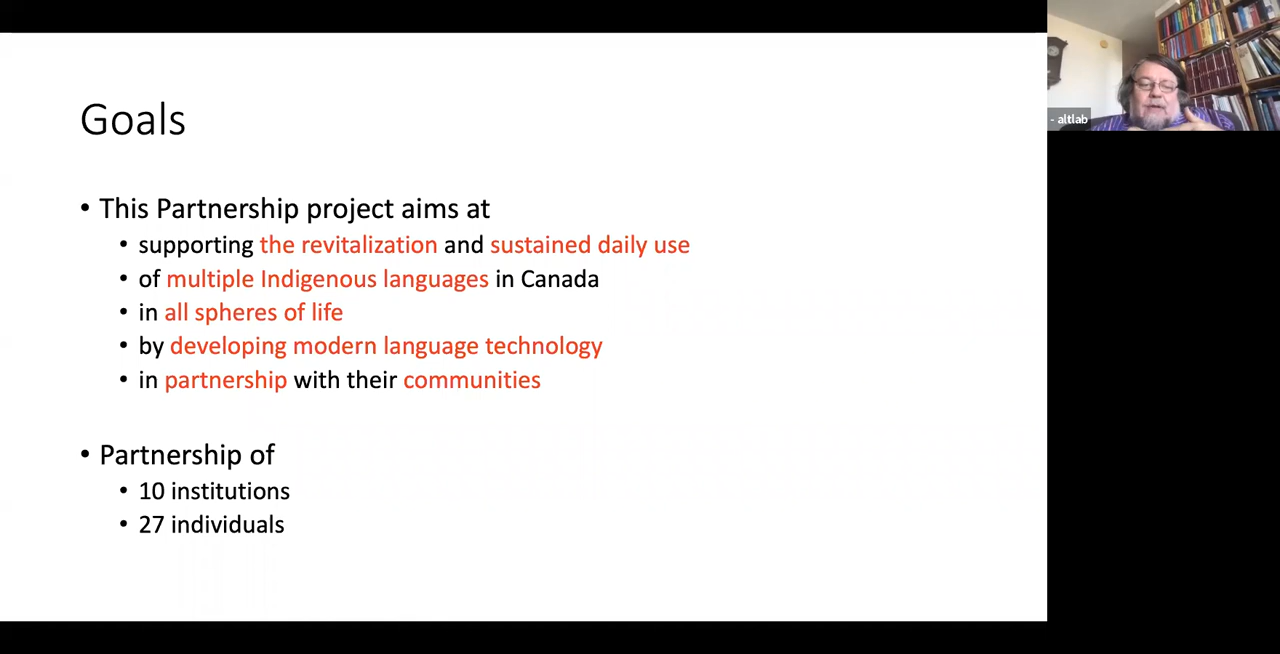 Goals
• This Partnership project aims at
• supporting the revitalization and sustained daily use
• of multiple Indigenous languages in Canada
• in all spheres of life
• by developing modern language technology
• in partnership with their communities
• Partnership of
• 10 institutions
• 27 individuals
- altlab